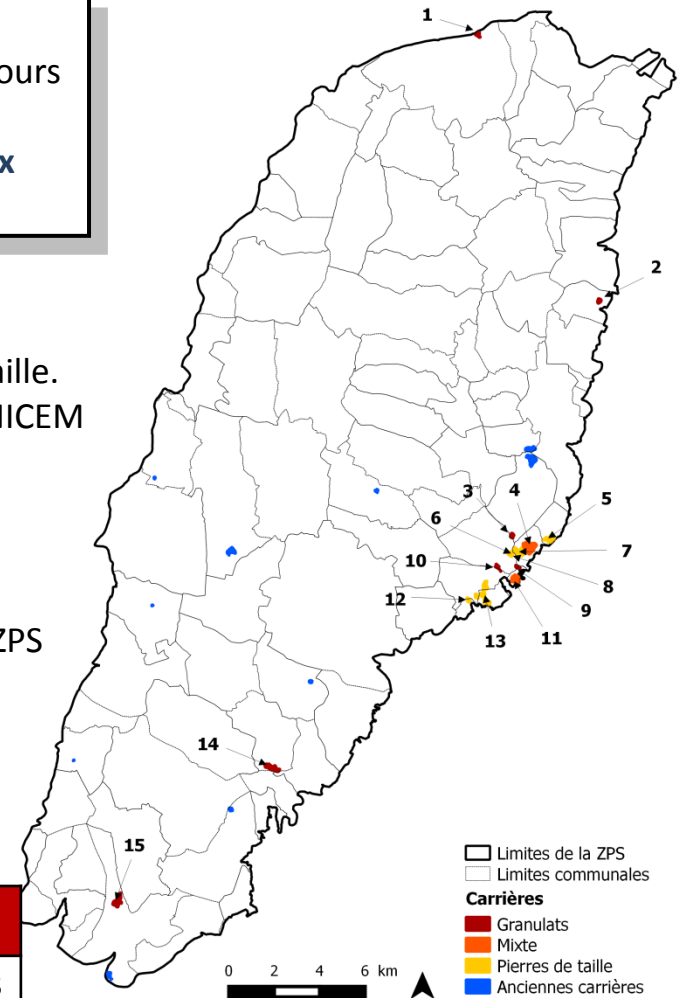 ours
x
aille.
NICEM
ZPS
1
2
3
4
5
6
7
10
8
9
12
13
11
14
15
Limites de la ZPS
Limites communales
Carrières
Granulats
Mixte
Pierres de taille
Anciennes carrières
0 2 4 6 km